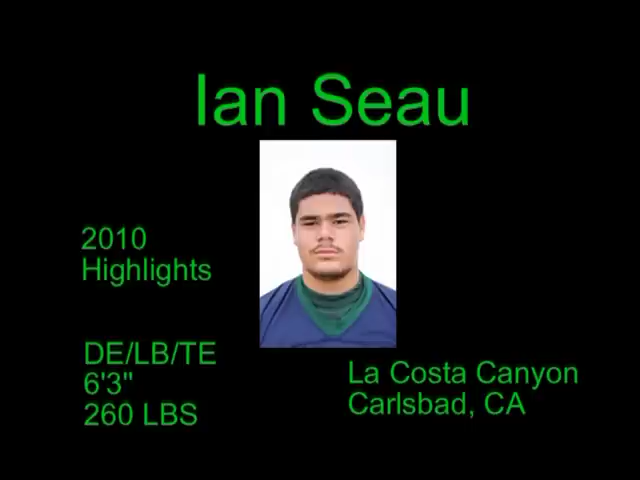 Ian Seau
2010
Highlights
DE/LB/TE
6'3"
260 LBS
La Costa Canyon
Carlsbad, CA